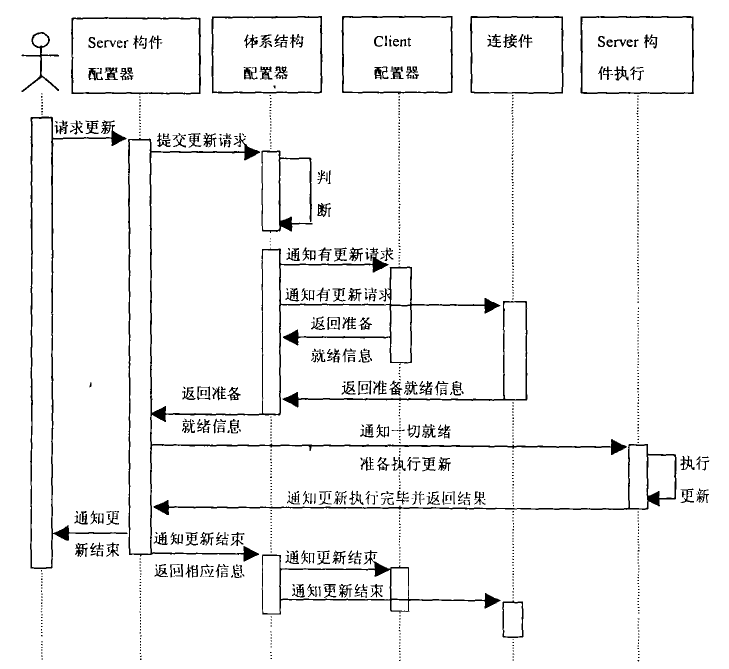 Server 构件
配置器
体系结构
配置器
Client
配置器
连接件
Server 构
件执行
请求更新
提交更新请求
判
断
通知有更新请求
通知有更新请求
返回准备
就绪信息
返回准备就绪信息
返回准备
就绪信息
通知一切就绪
准备执行更新
执行
更新
通知更新执行完毕并返回结果
通知更
新结束
通知更新结束
返回相应信息
通知更新结束
通知更新结束